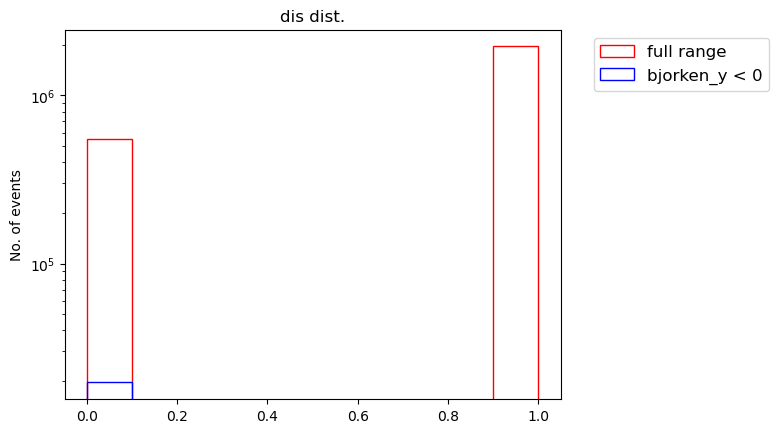 dis dist.
full range
bjorken_y < 0
10^6
10^5
No. of events
0.0 0.2 0.4 0.6 0.8 1.0